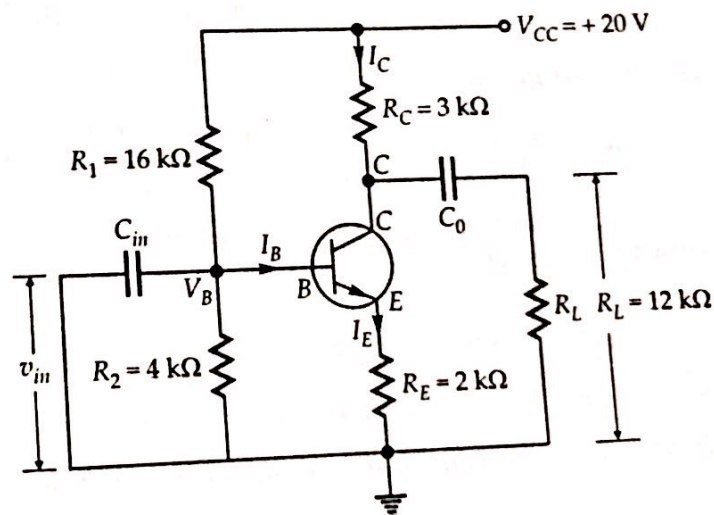 V_CC = + 20 V
I_C
R_C = 3 kΩ
R_1 = 16 kΩ
C
C_in
C
C_0
I_B
V_B
B
E
I_E
R_L
R_L = 12 kΩ
v_in
R_2 = 4 kΩ
R_E = 2 kΩ